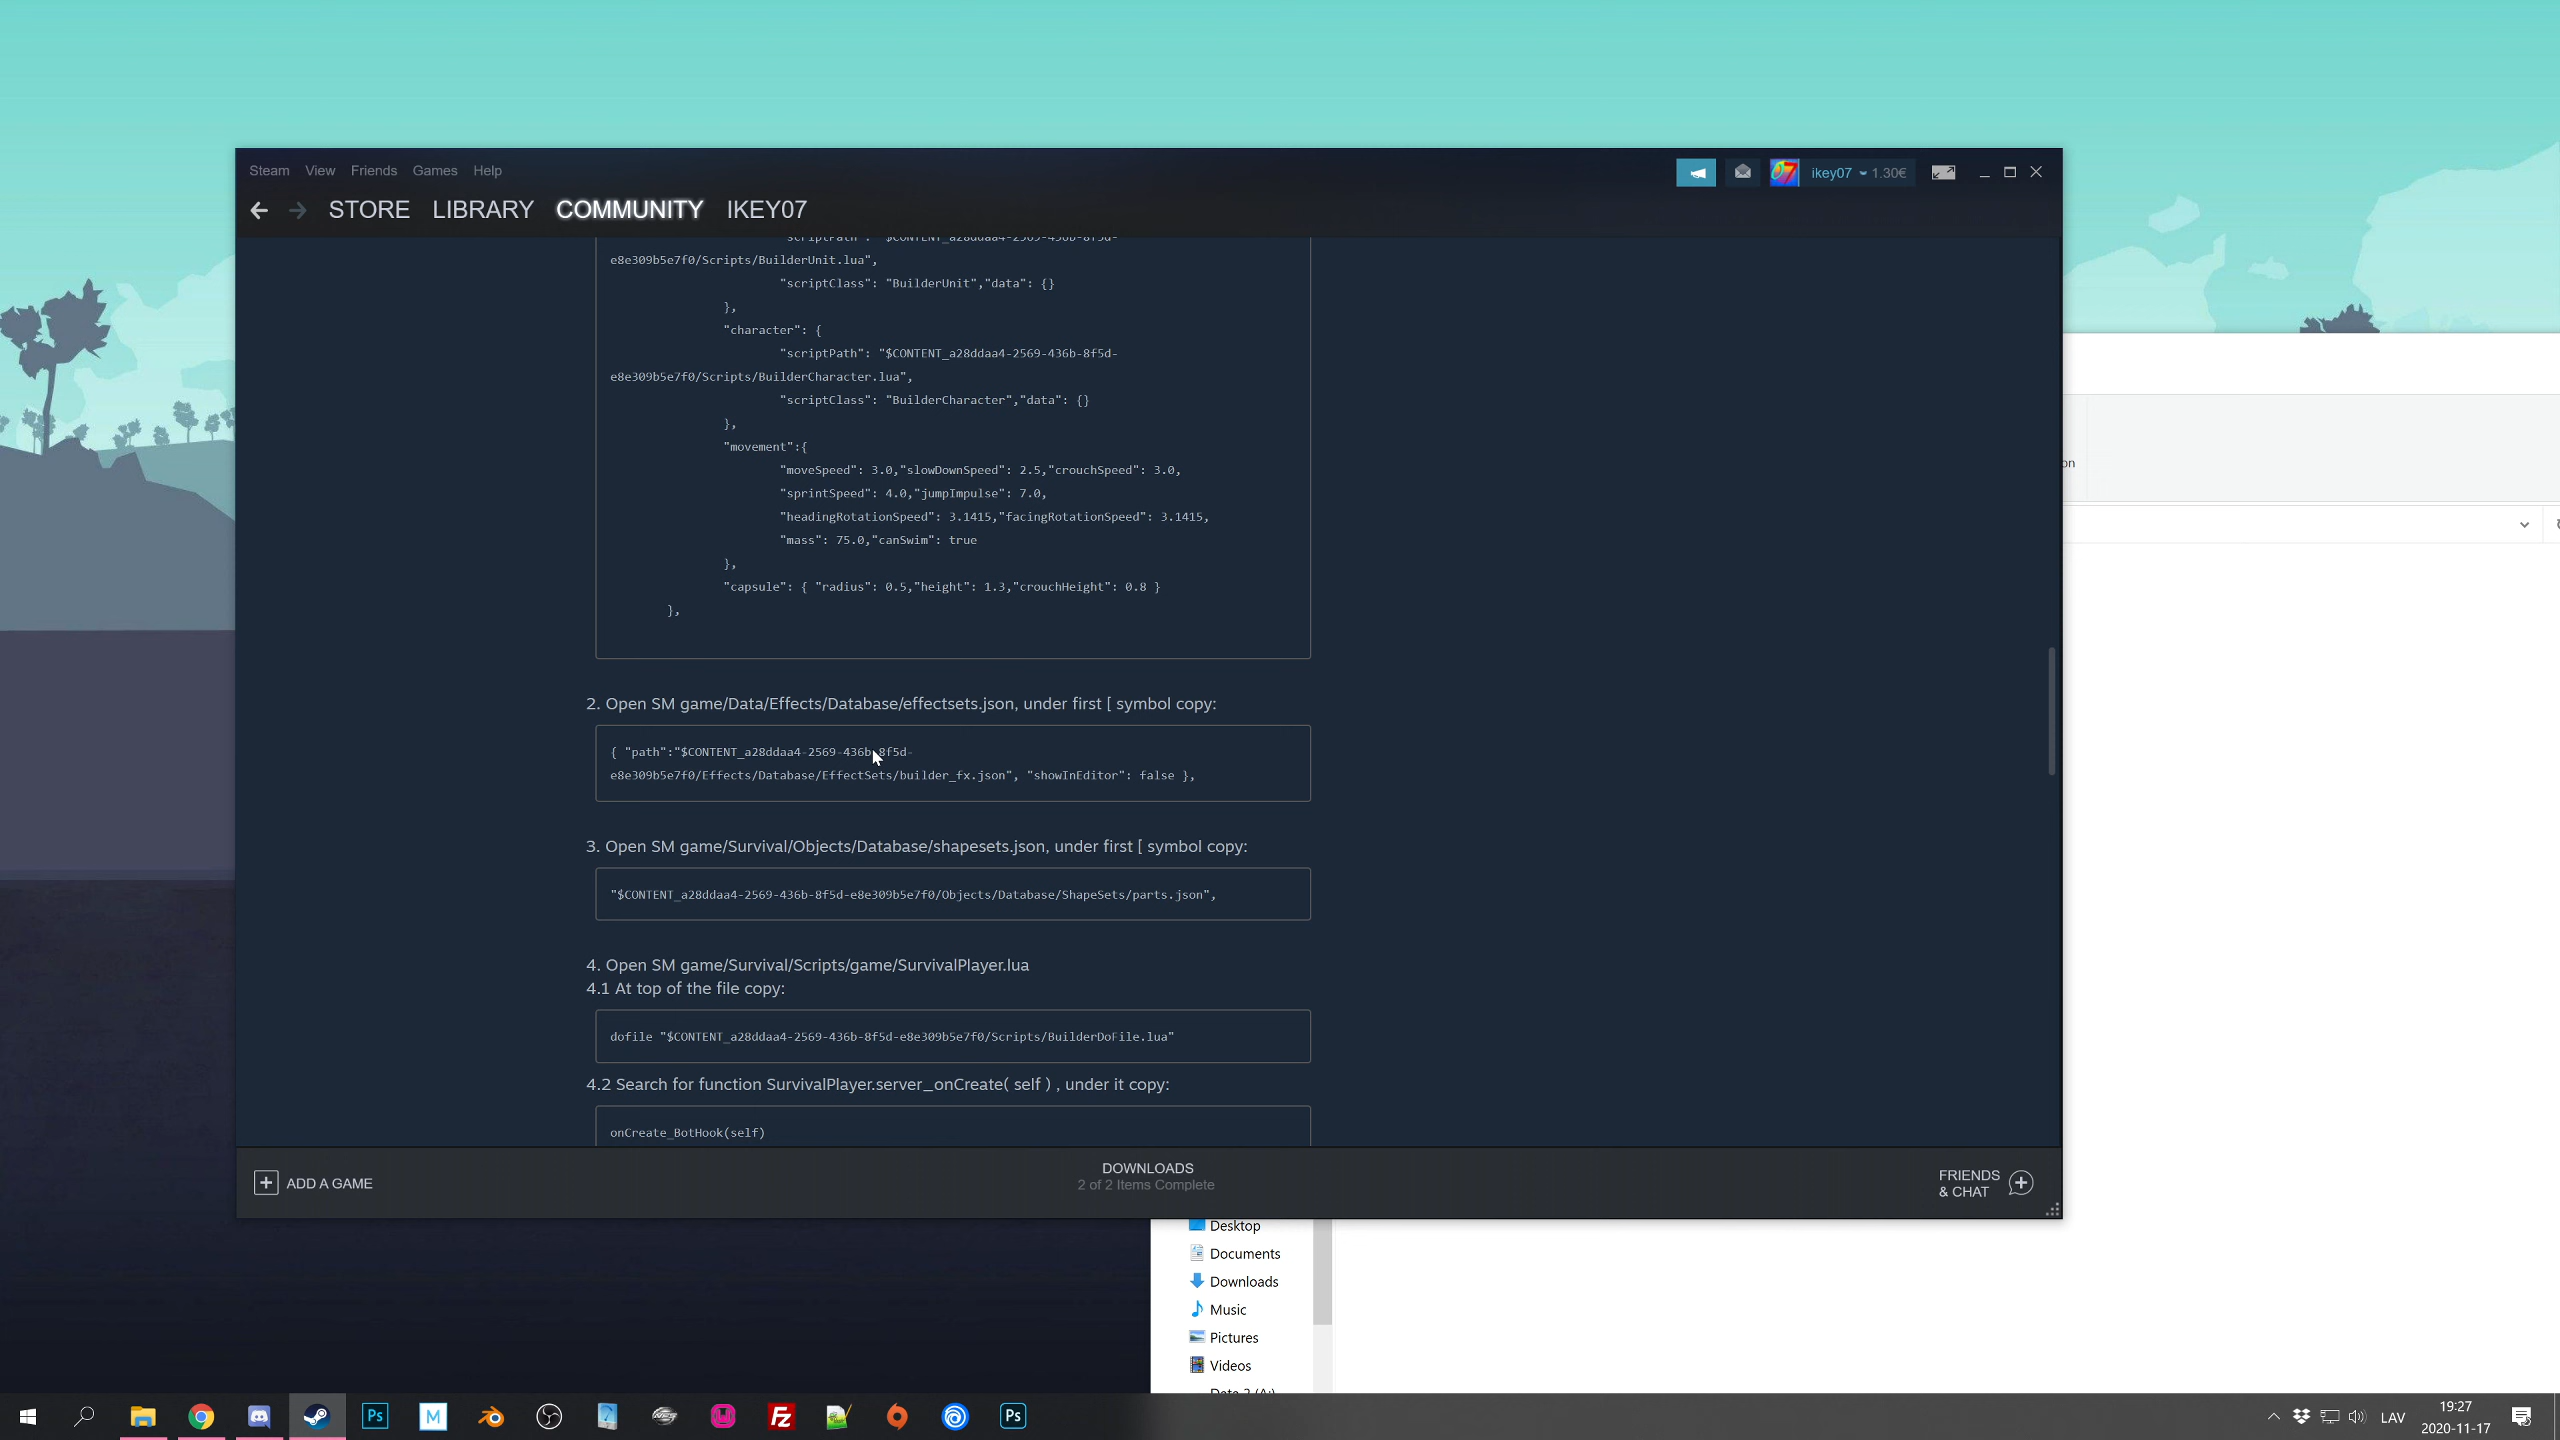 Steam View Friends Games Help
ikey07 1.30€
STORE LIBRARY COMMUNITY IKEY07
"scriptPath": "$CONTENT_a28ddaa4-2569-436b-8f5d-
e8e309b5e7f0/Scripts/BuilderUnit.lua",
"scriptClass": "BuilderUnit","data": {}
},
"character": {
"scriptPath": "$CONTENT_a28ddaa4-2569-436b-8f5d-
e8e309b5e7f0/Scripts/BuilderCharacter.lua",
"scriptClass": "BuilderCharacter","data": {}
},
"movement":{
"moveSpeed": 3.0,"slowDownSpeed": 2.5,"crouchSpeed": 3.0,
"sprintSpeed": 4.0,"jumpImpulse": 7.0,
"headingRotationSpeed": 3.1415,"facingRotationSpeed": 3.1415,
"mass": 75.0,"canSwim": true
},
"capsule": { "radius": 0.5,"height": 1.3,"crouchHeight": 0.8 }
},
2. Open SM game/Data/Effects/Database/effectsets.json, under first [ symbol copy:
{ "path":"$CONTENT_a28ddaa4-2569-436b-8f5d-
e8e309b5e7f0/Effects/Database/EffectSets/builder_fx.json", "showInEditor": false },
3. Open SM game/Survival/Objects/Database/shapesets.json, under first [ symbol copy:
"$CONTENT_a28ddaa4-2569-436b-8f5d-e8e309b5e7f0/Objects/Database/ShapeSets/parts.json",
4. Open SM game/Survival/Scripts/game/SurvivalPlayer.lua
4.1 At top of the file copy:
dofile "$CONTENT_a28ddaa4-2569-436b-8f5d-e8e309b5e7f0/Scripts/BuilderDoFile.lua"
4.2 Search for function SurvivalPlayer.server_onCreate( self ) , under it copy:
onCreate_BotHook(self)
ADD A GAME
DOWNLOADS
2 of 2 Items Complete
FRIENDS
& CHAT
on
Desktop
Documents
Downloads
Music
Pictures
Videos
LAV
19:27
2020-11-17